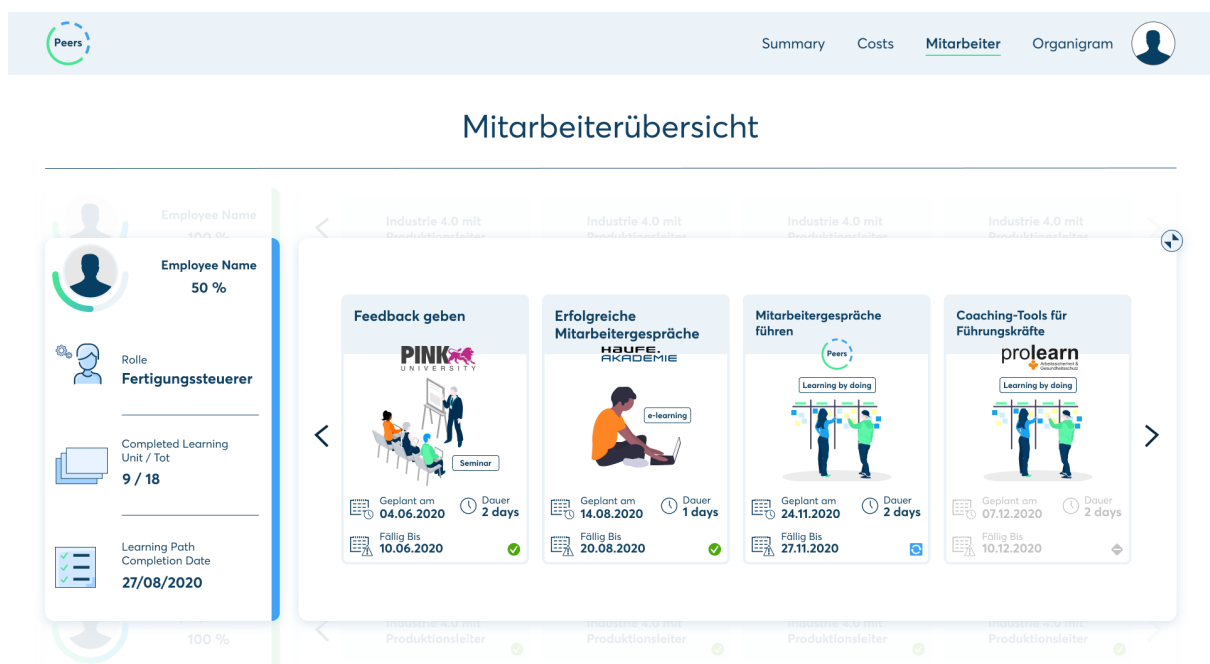 Peers
Summary
Costs
Mitarbeiter
Organigram
Mitarbeiterübersicht
Employee Name
100 %
Industrie 4.0 mit
Produktionsleiter
Industrie 4.0 mit
Produktionsleiter
Industrie 4.0 mit
Produktionsleiter
Industrie 4.0 mit
Produktionsleiter
Employee Name
50 %
Rolle
Fertigungssteuerer
Completed Learning
Unit / Tot
9 / 18
Learning Path
Completion Date
27/08/2020
Feedback geben
PINK
UNIVERSITY
Seminar
Geplant am
04.06.2020
Dauer
2 days
Fällig Bis
10.06.2020
Erfolgreiche
Mitarbeitergespräche
HAUFE.
AKADEMIE
e-learning
Geplant am
14.08.2020
Dauer
1 days
Fällig Bis
20.08.2020
Mitarbeitergespräche
führen
Peers
Learning by doing
Geplant am
24.11.2020
Dauer
2 days
Fällig Bis
27.11.2020
Coaching-Tools für
Führungskräfte
prolearn
Arbeitssicherheit &
Gesundheitsschutz
Learning by doing
Geplant am
07.12.2020
Dauer
2 days
Fällig Bis
10.12.2020
100 %
Industrie 4.0 mit
Produktionsleiter
Industrie 4.0 mit
Produktionsleiter
Industrie 4.0 mit
Produktionsleiter
Industrie 4.0 mit
Produktionsleiter